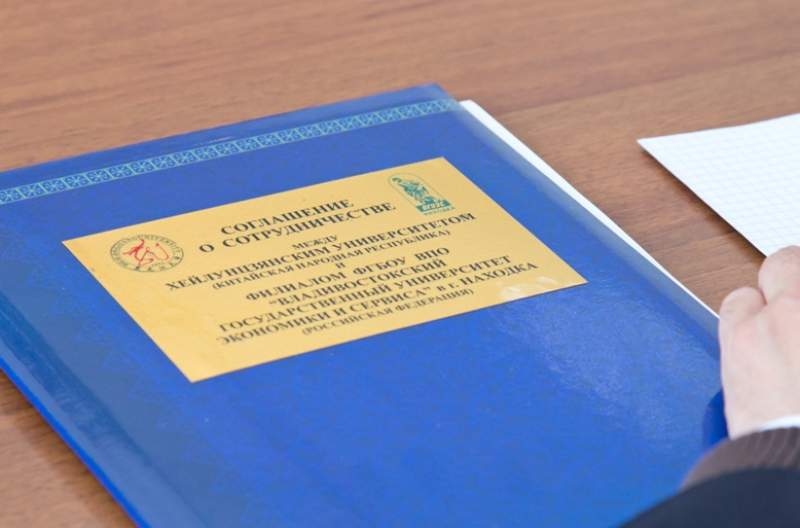 СОГЛАШЕНИЕ
О СОТРУДНИЧЕСТВЕ
МЕЖДУ
ХЕЙЛУНЦЗЯНСКИМ УНИВЕРСИТЕТОМ
(КИТАЙСКАЯ НАРОДНАЯ РЕСПУБЛИКА)
И
ФИЛИАЛОМ ФГБОУ ВПО
"ВЛАДИВОСТОКСКИЙ
ГОСУДАРСТВЕННЫЙ УНИВЕРСИТЕТ
ЭКОНОМИКИ И СЕРВИСА" в г. НАХОДКА
(РОССИЙСКАЯ ФЕДЕРАЦИЯ)